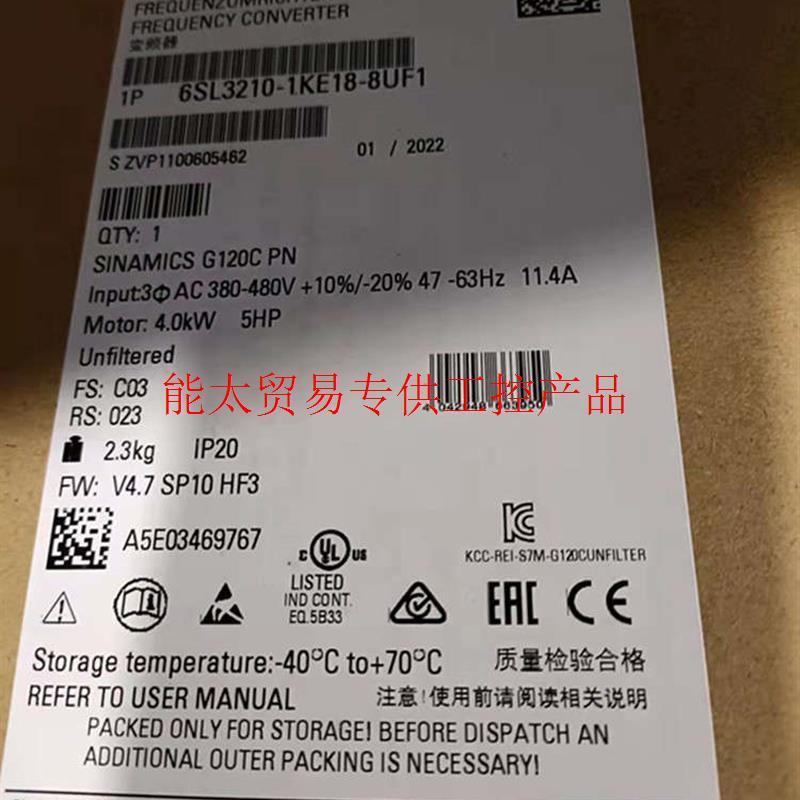 FREQUENCY CONVERTER
变频器
1P 6SL3210-1KE18-8UF1
S ZVP1100605462
01 / 2022
QTY: 1
SINAMICS G120C PN
Input:3Φ AC 380-480V +10%/-20% 47 -63Hz 11.4A
Motor: 4.0kW 5HP
Unfiltered
FS: C03
能太贸易专供工控产品
RS: 023
2.3kg IP20
FW: V4.7 SP10 HF3
A5E03469767
C UL US
LISTED
IND CONT.
EQ.5B33
KCC-REI-S7M-G120CUNFILTER
EAC CE
Storage temperature:-40°C to+70°C 质量检验合格
REFER TO USER MANUAL 注意!使用前请阅读相关说明
PACKED ONLY FOR STORAGE! BEFORE DISPATCH AN
ADDITIONAL OUTER PACKING IS NECESSARY!